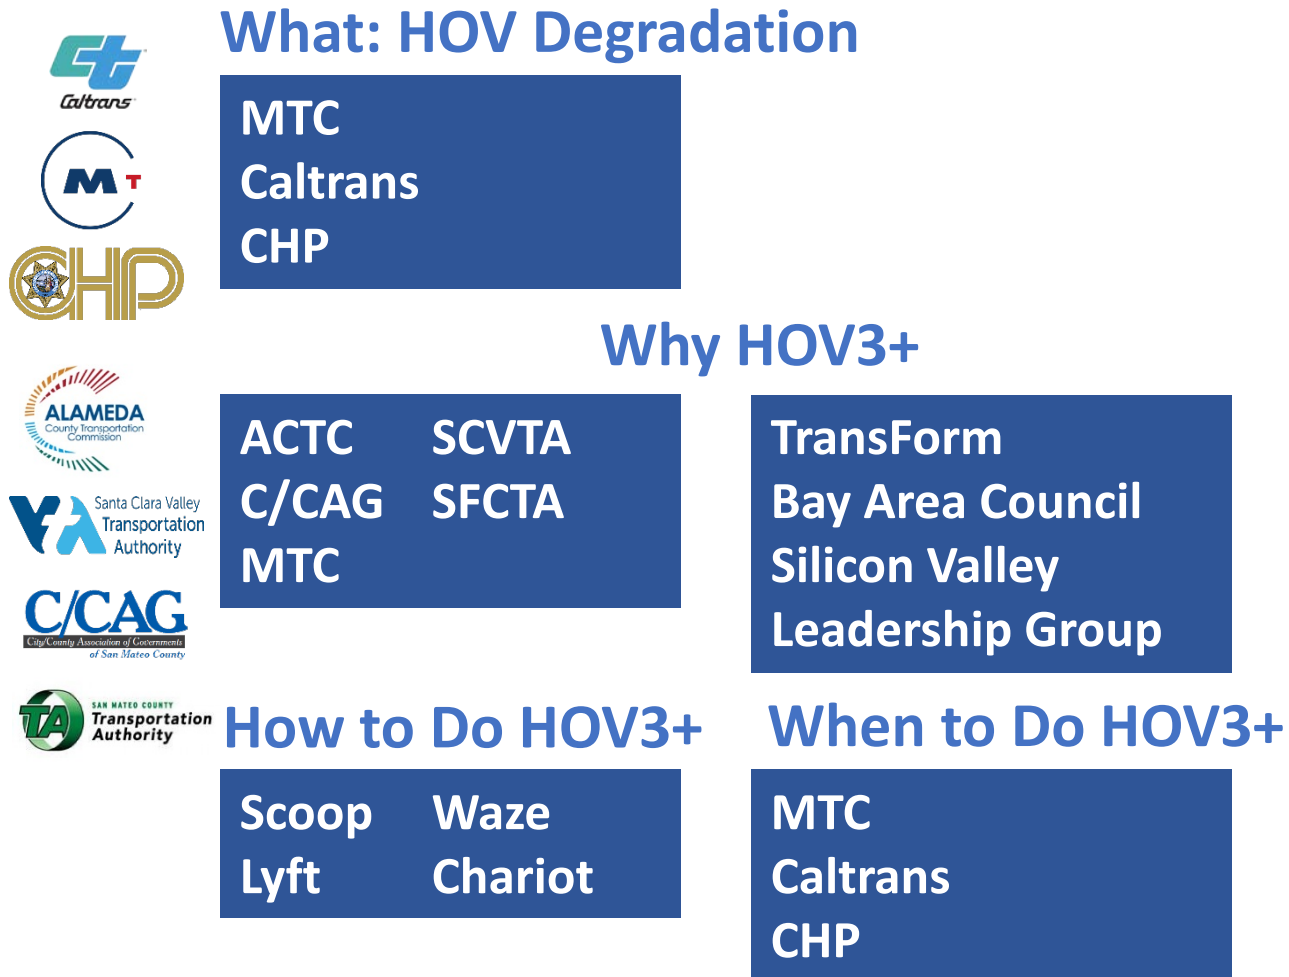 What: HOV Degradation
Caltrans
MTC
Caltrans
CHP
M T
CHP
Why HOV3+
ALAMEDA
County Transportation
Commission
ACTC SCVTA
C/CAG SFCTA
MTC
TransForm
Bay Area Council
Silicon Valley
Leadership Group
Santa Clara Valley
Transportation
Authority
C/CAG
City/County Association of Governments
of San Mateo County
TA
SAN MATEO COUNTY
Transportation
Authority
How to Do HOV3+
Scoop Waze
Lyft Chariot
When to Do HOV3+
MTC
Caltrans
CHP